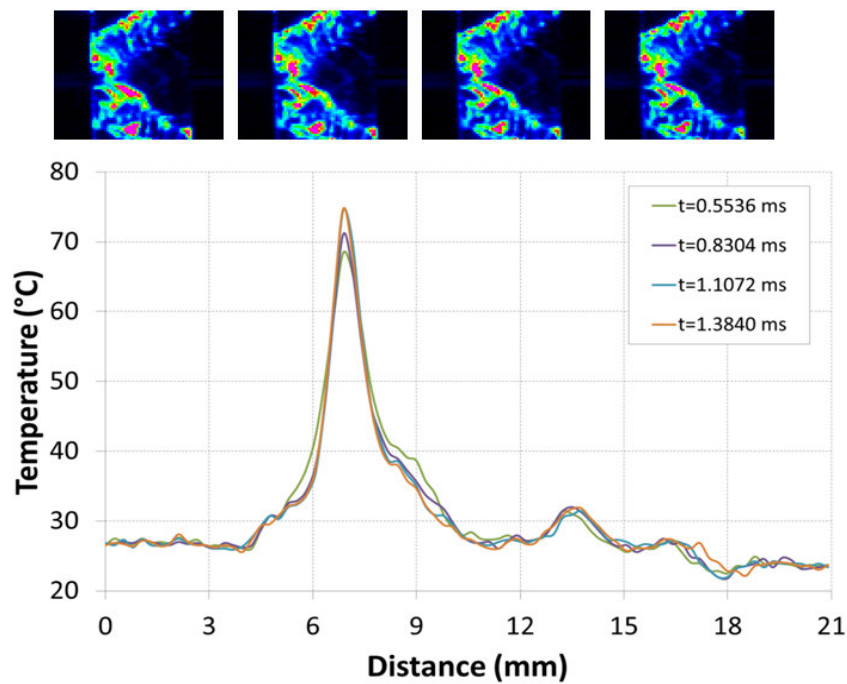 80
70
60
50
40
30
20
Temperature (°C)
t=0.5536 ms
t=0.8304 ms
t=1.1072 ms
t=1.3840 ms
0 3 6 9 12 15 18 21
Distance (mm)